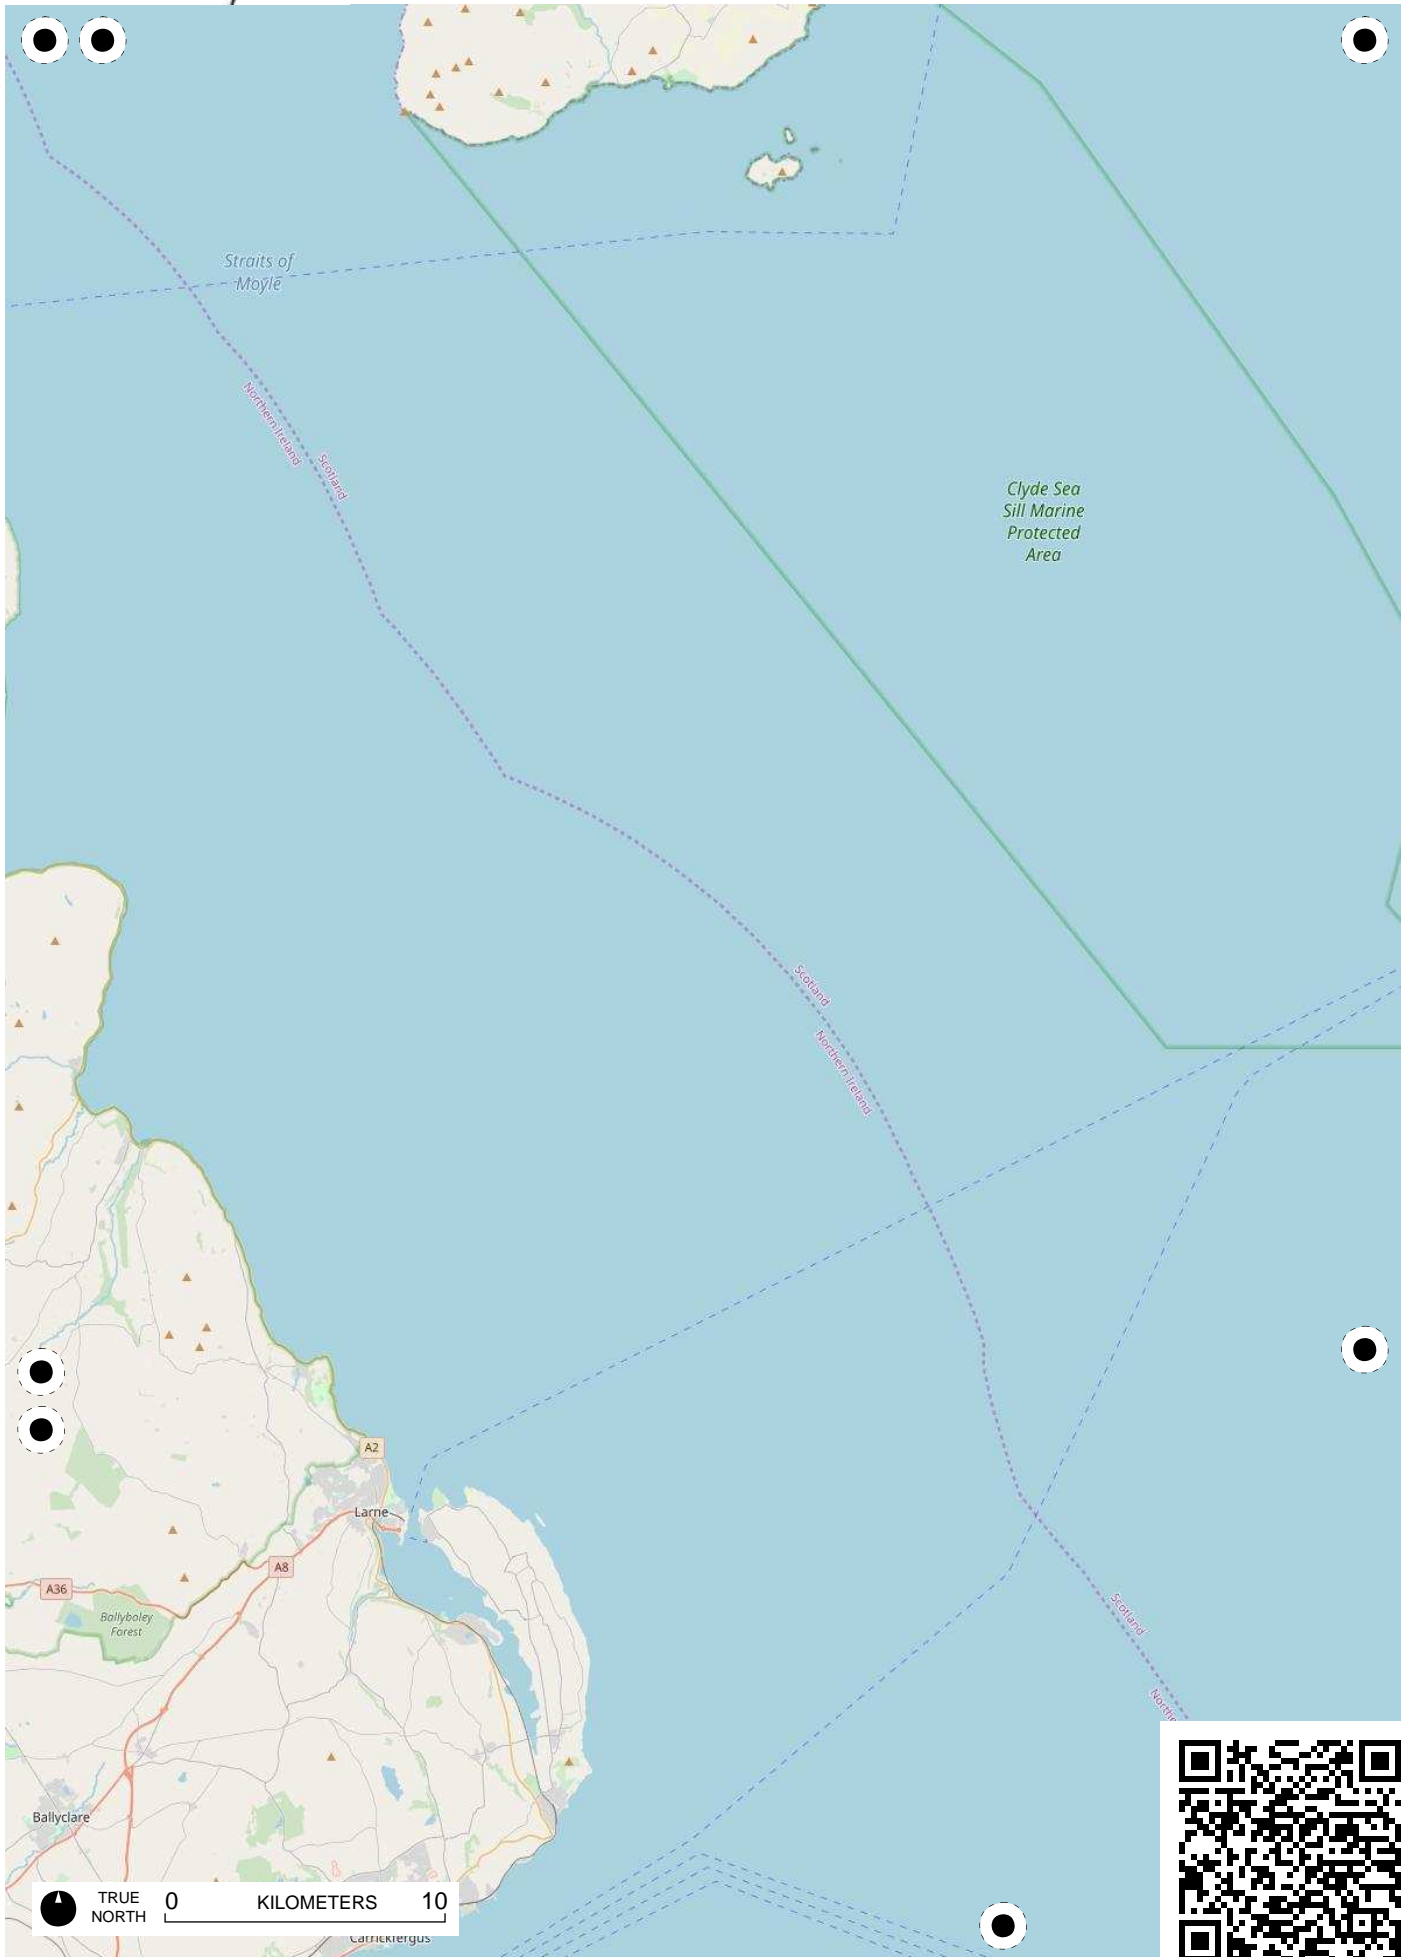 Straits of
Moyle
Northern Ireland
Scotland
Clyde Sea
Sill Marine
Protected
Area
Scotland
Northern Ireland
A2
Larne
A8
A36
Ballyboley
Forest
Scotland
Ballyclare
TRUE
NORTH
0 KILOMETERS 10
Carrickfergus